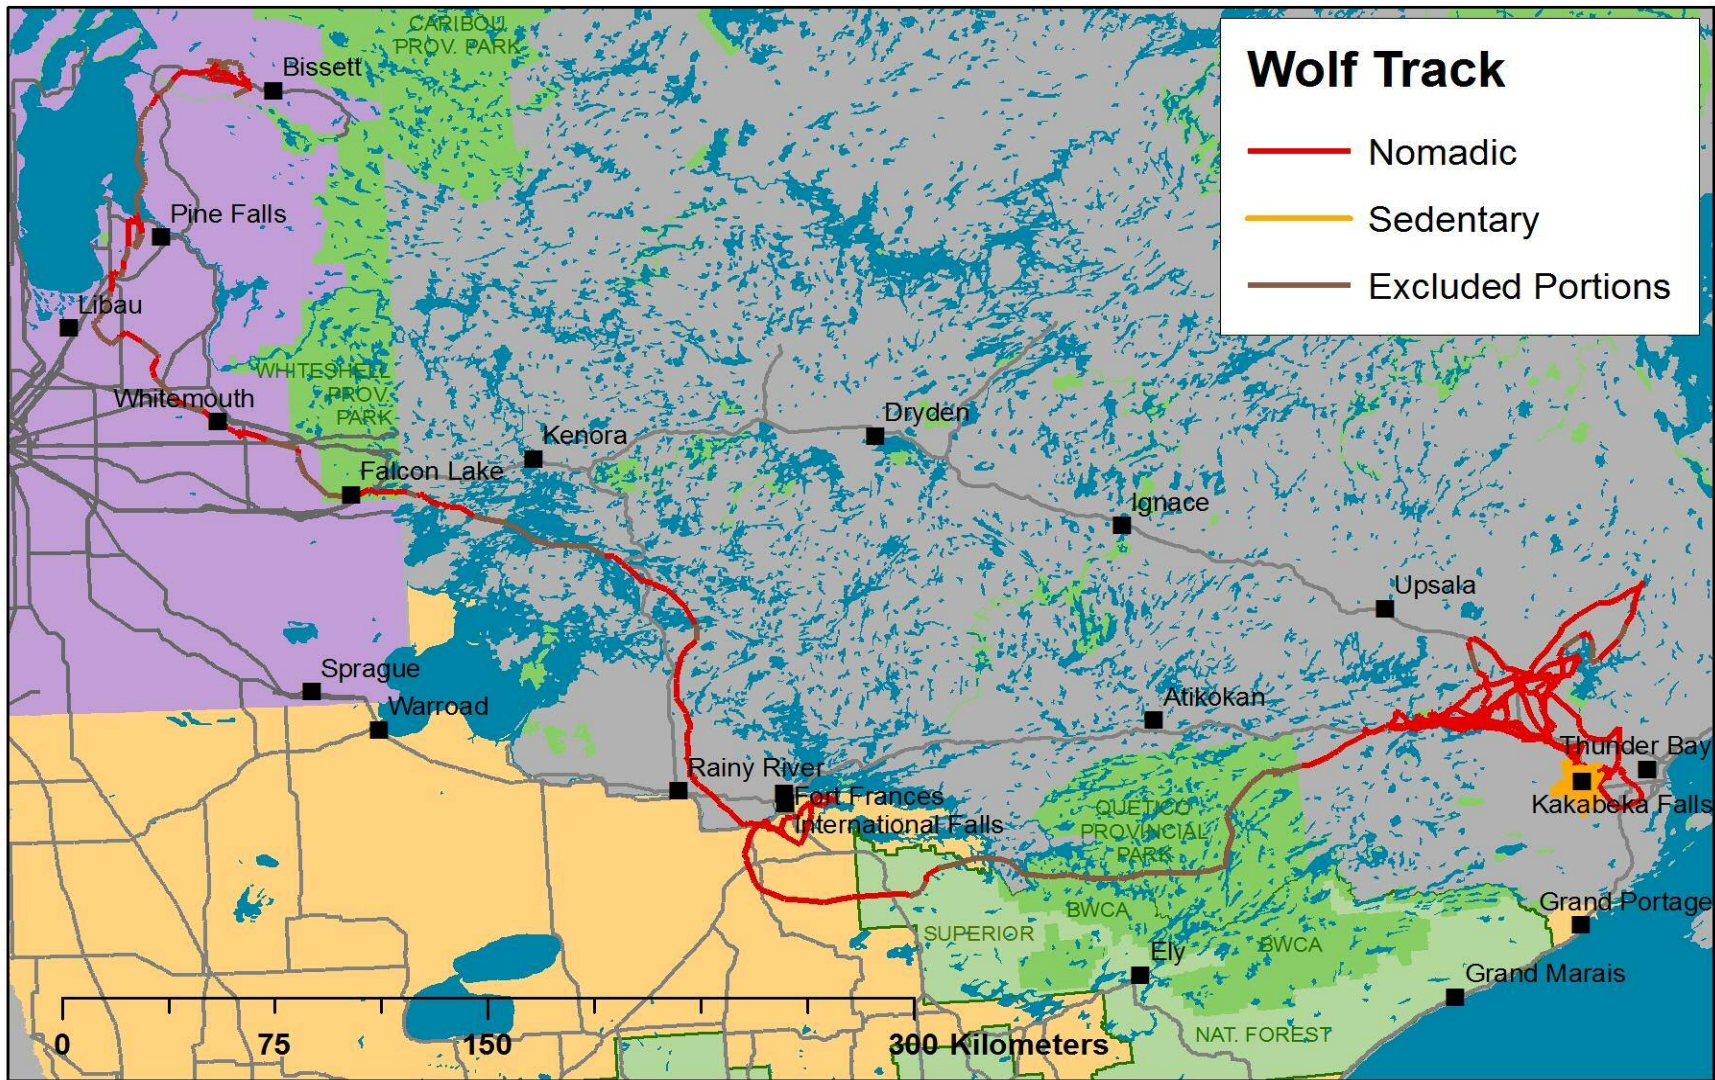 CARIBOU
PROV. PARK
Wolf Track
Nomadic
Sedentary
Excluded Portions
Bissett
Pine Falls
Libau
WHITESHELL
PROV.
PARK
Whitemouth
Dryden
Kenora
Falcon Lake
Ignace
Upsala
Sprague
Warroad
Atikokan
Thunder Bay
Rainy River
Fort Frances
International Falls
Kakabeka Falls
QUETICO
PROVINCIAL
PARK
BWCA
Grand Portage
SUPERIOR
BWCA
Ely
Grand Marais
NAT. FOREST
0 75 150 300 Kilometers